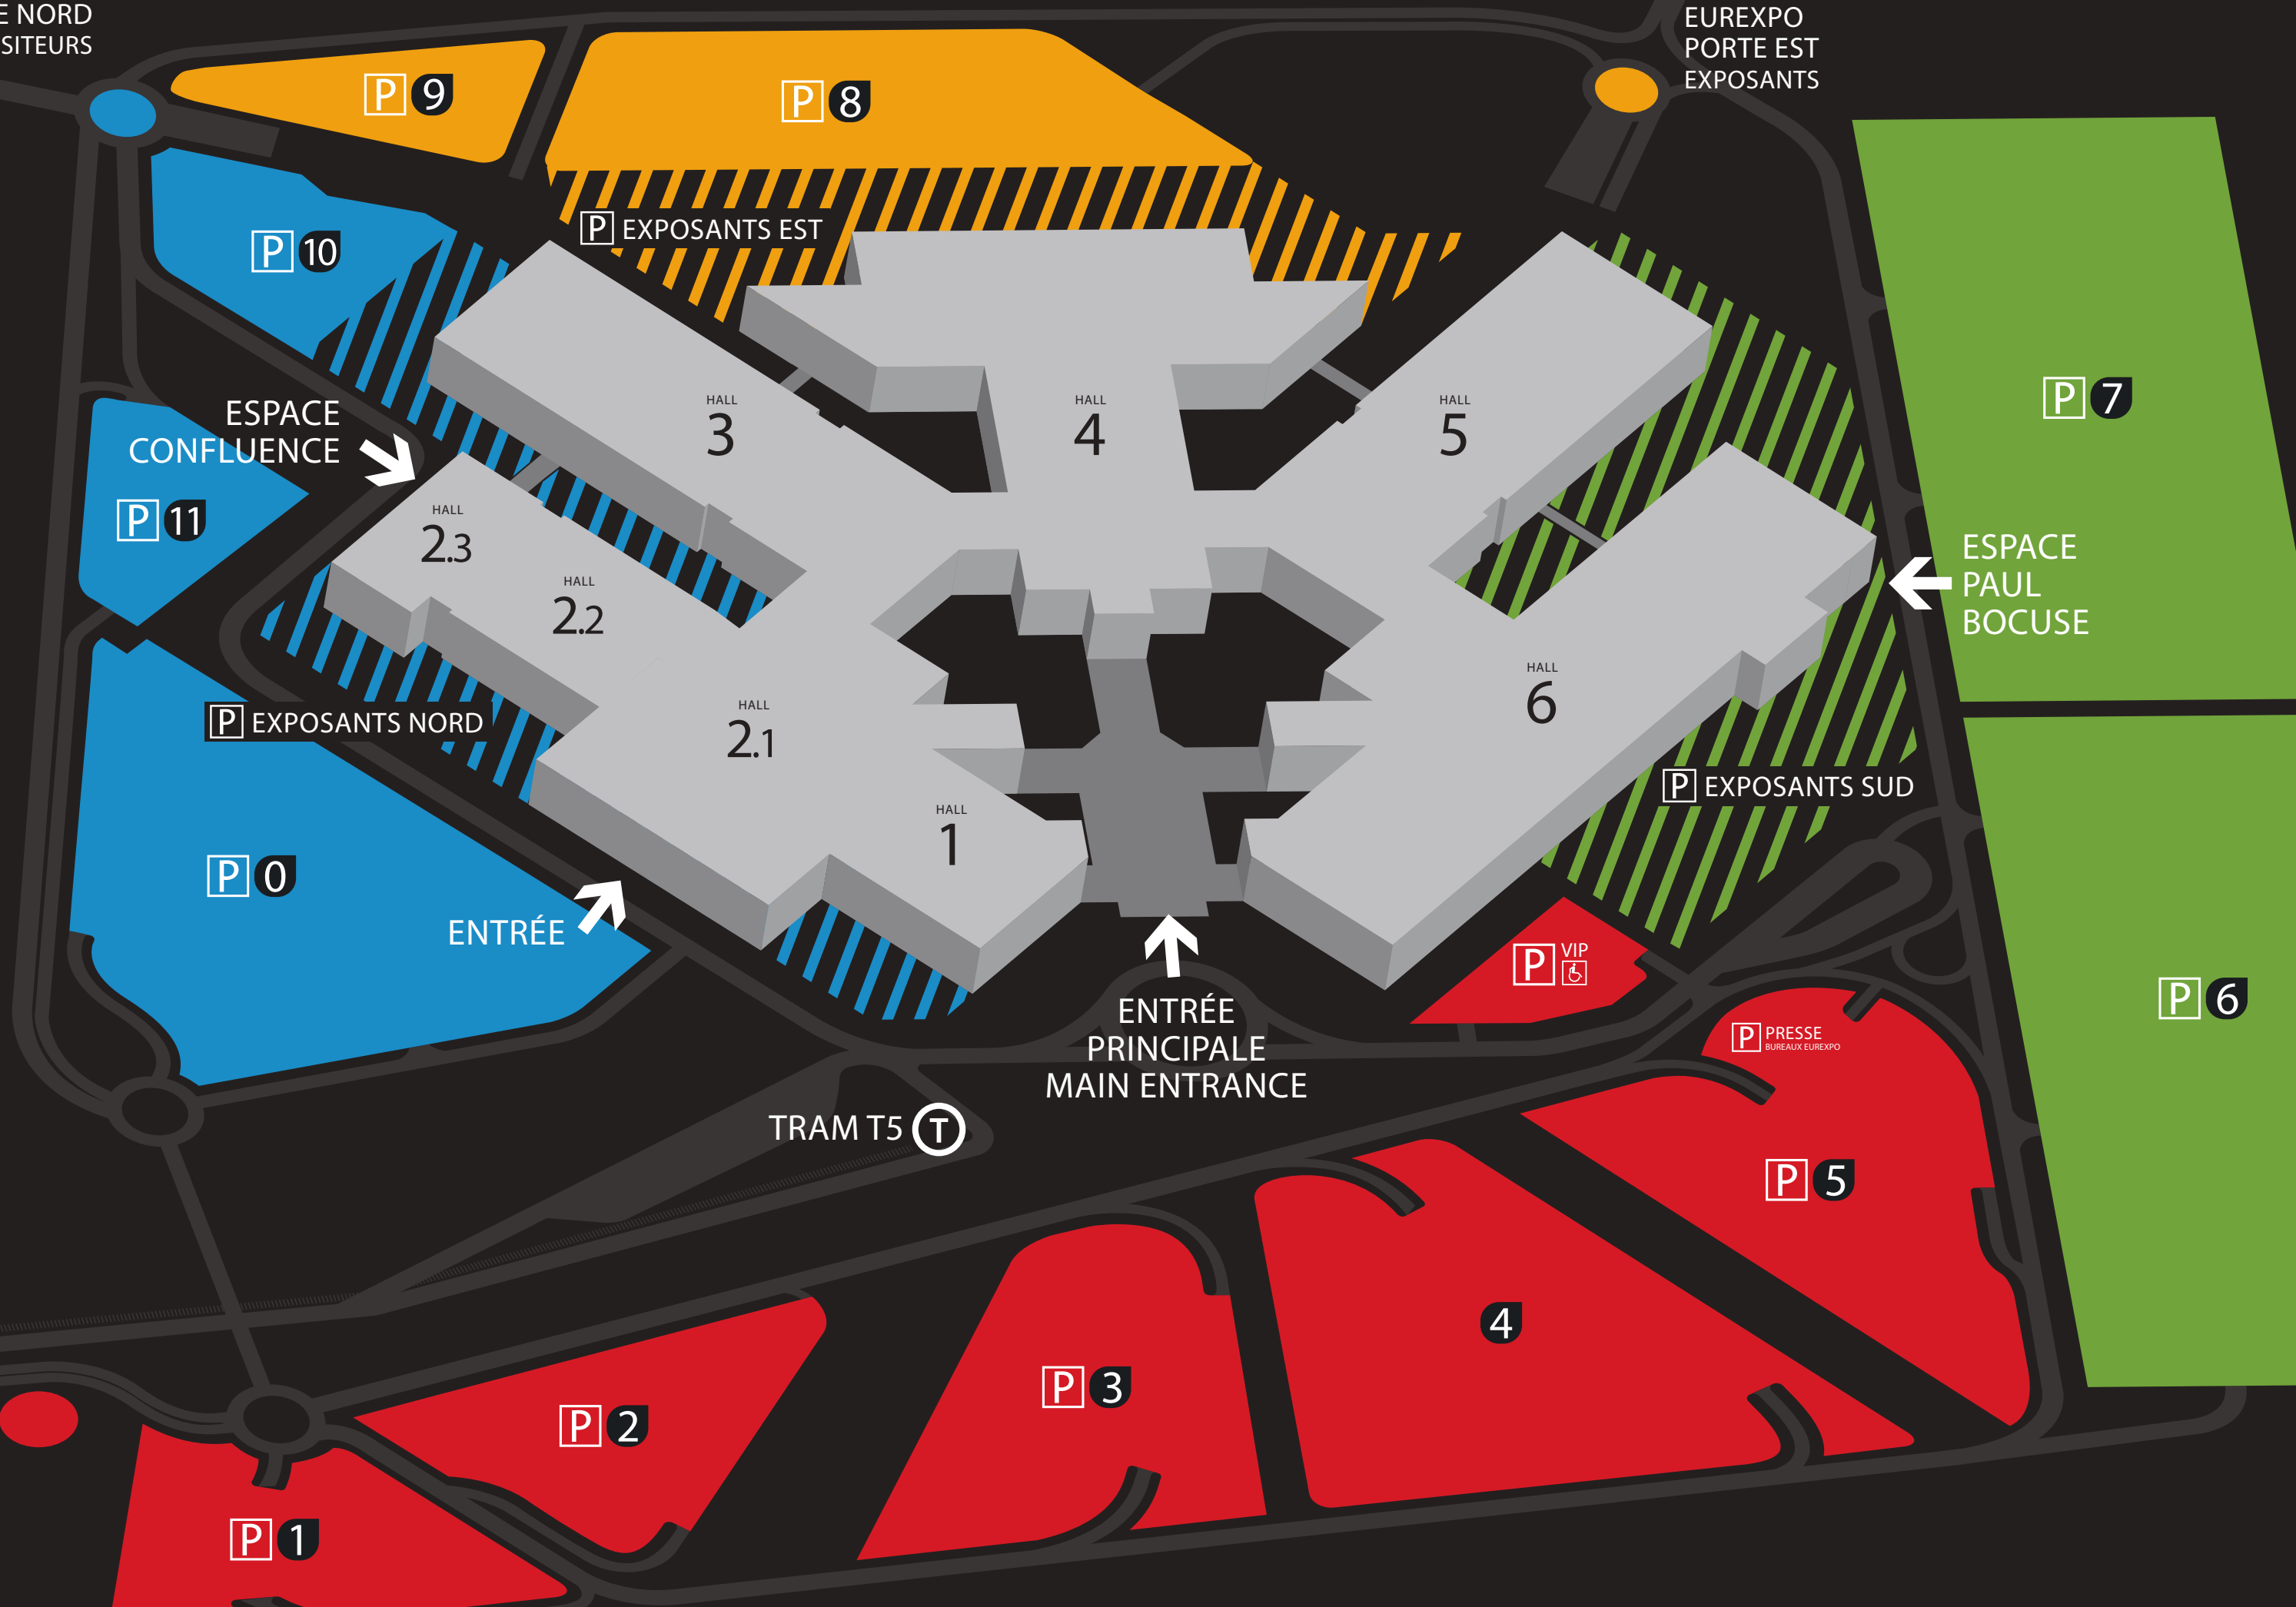 E NORD
SITEURS
EUREXPO
PORTE EST
EXPOSANTS
P 9
P 8
P EXPOSANTS EST
P 10
P 7
HALL
3
HALL
4
HALL
5
ESPACE
CONFLUENCE
P 11
HALL
2.3
HALL
2.2
HALL
2.1
HALL
1
HALL
6
ESPACE
PAUL
BOCUSE
P EXPOSANTS NORD
P EXPOSANTS SUD
P 0
ENTRÉE
P VIP
P 6
ENTRÉE
PRINCIPALE
MAIN ENTRANCE
P PRESSE
BUREAUX EUREXPO
TRAM T5 T
P 5
4
P 3
P 2
P 1